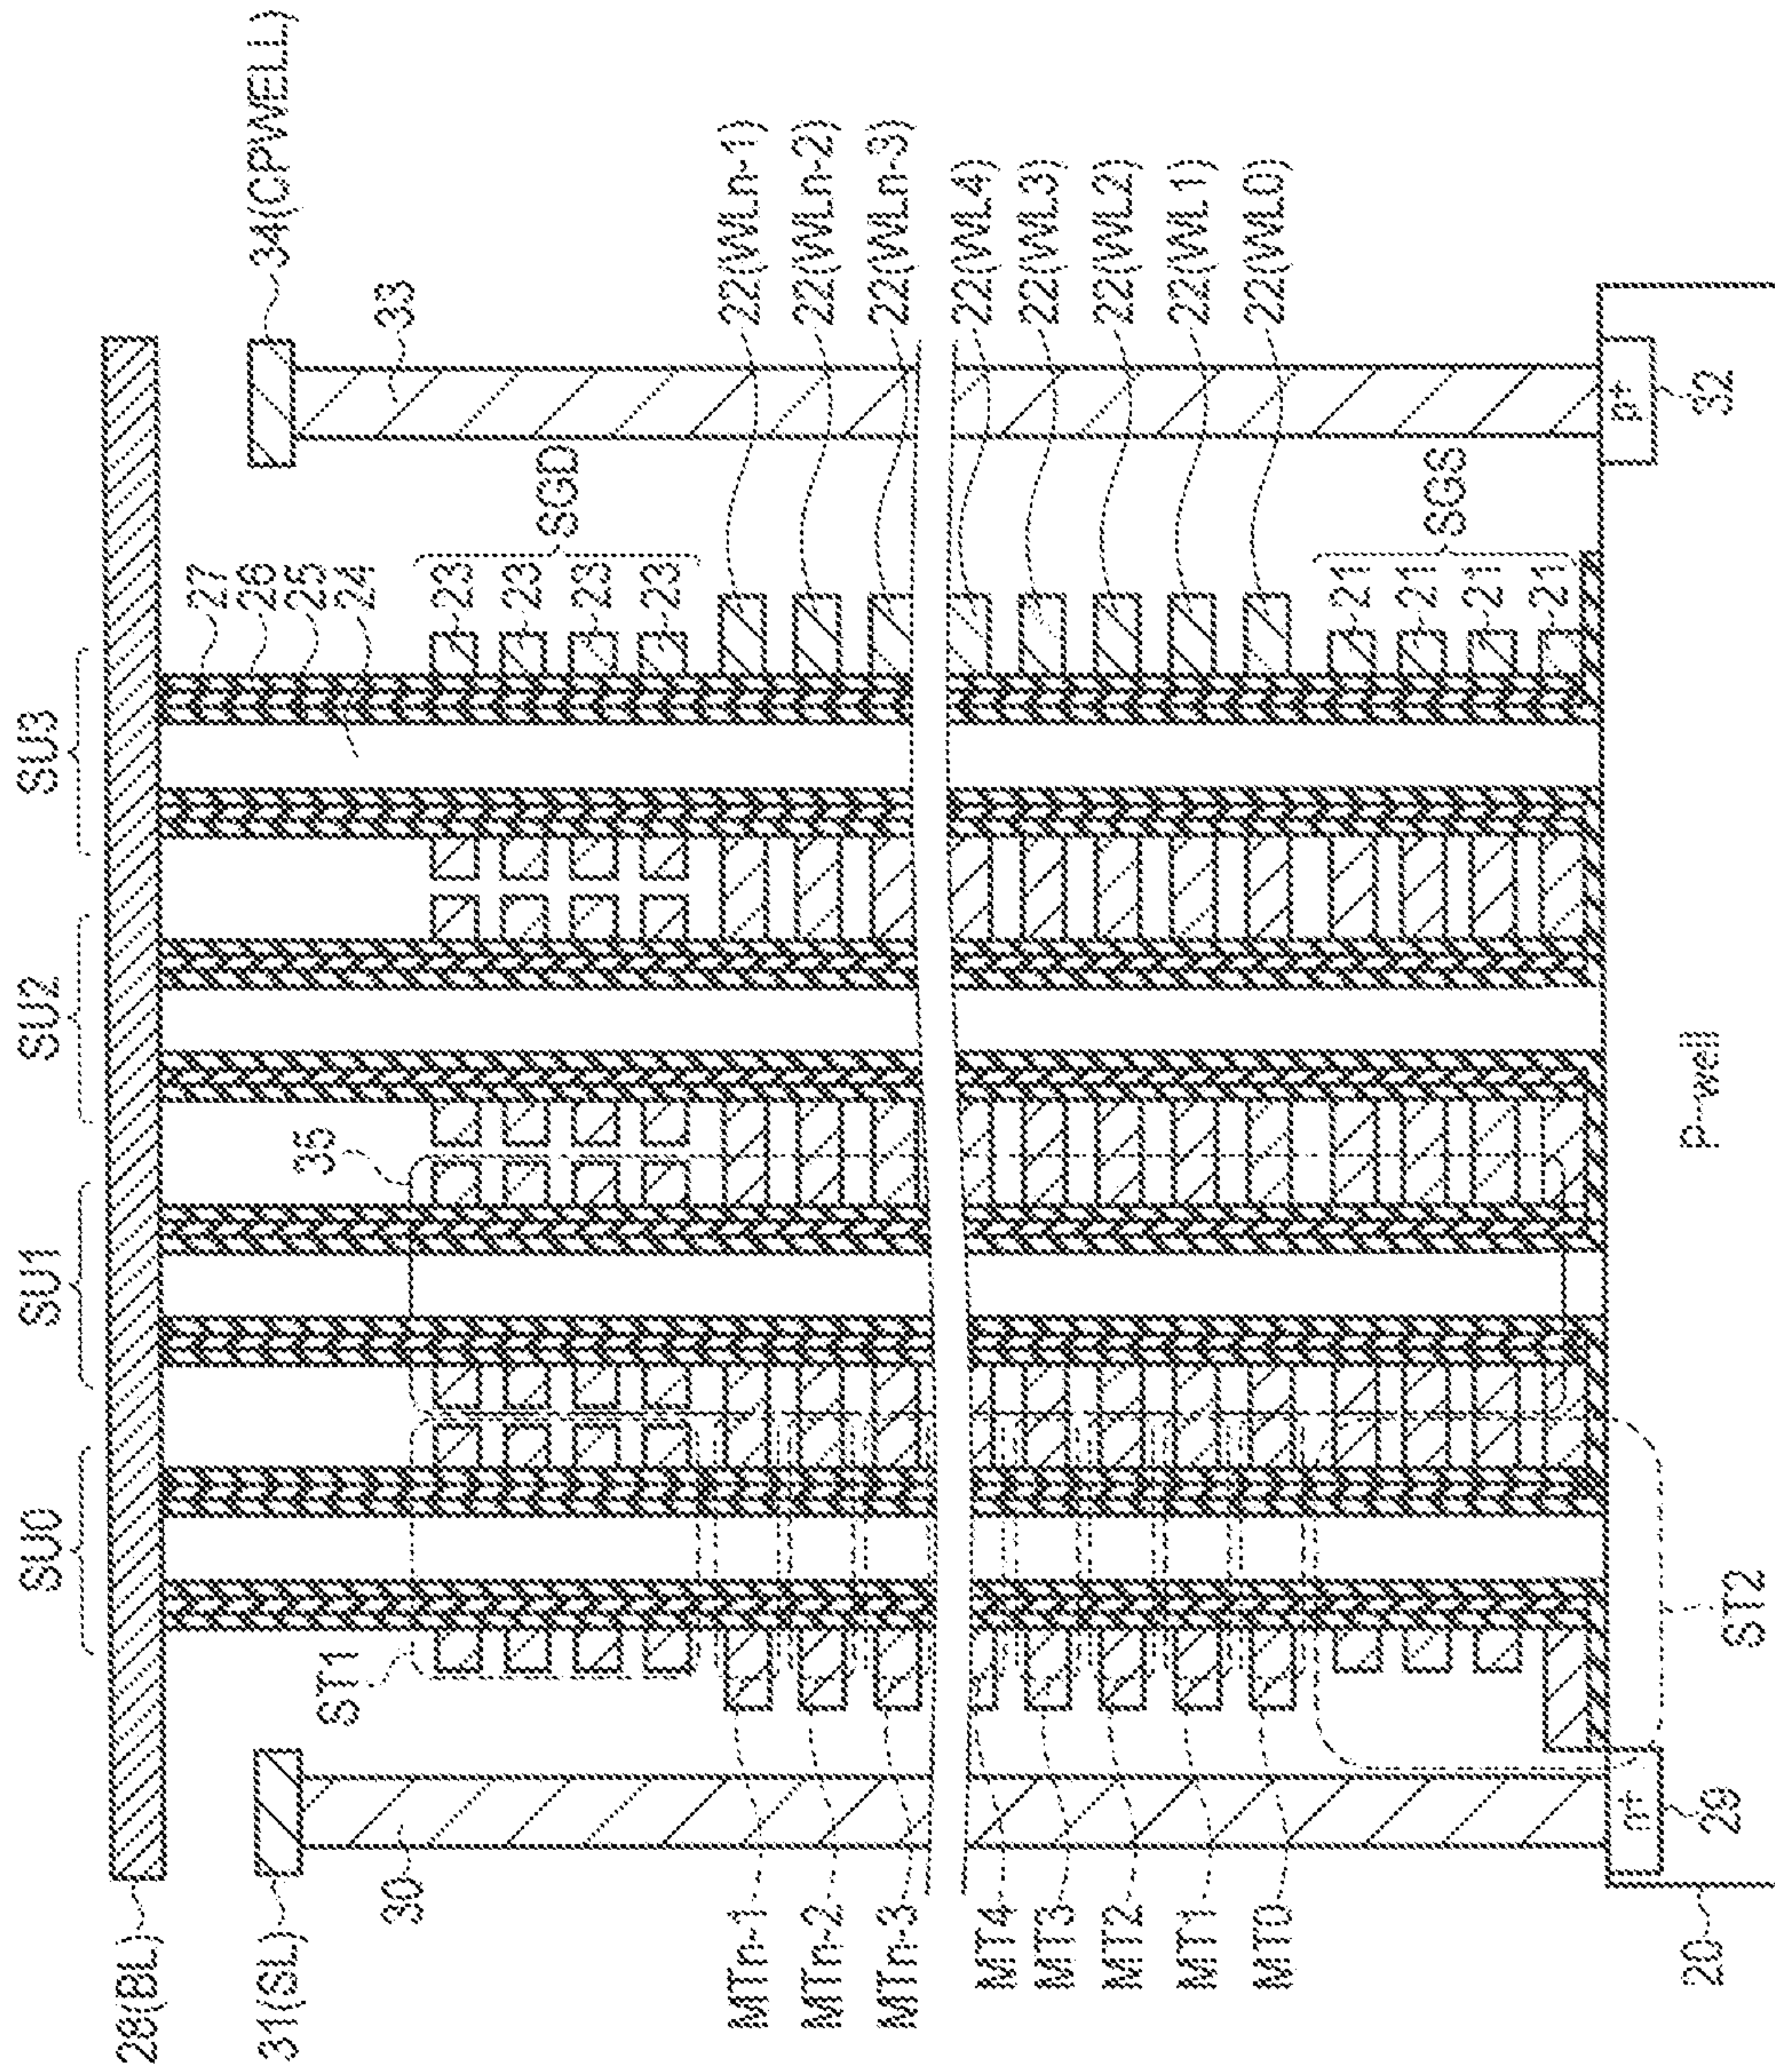 SU0
SU1
SU2
SU3
28(BL)
31(SL)
34(CPWELL)
30
33
ST1
35
27
26
25
24
23
23
23
23
SGD
MTn-1
MTn-2
MTn-3
MT4
MT3
MT2
MT1
MT0
22(WLn-1)
22(WLn-2)
22(WLn-3)
22(WL4)
22(WL3)
22(WL2)
22(WL1)
22(WL0)
21
21
21
21
SGS
n+
p+
20
29
ST2
P-well
32